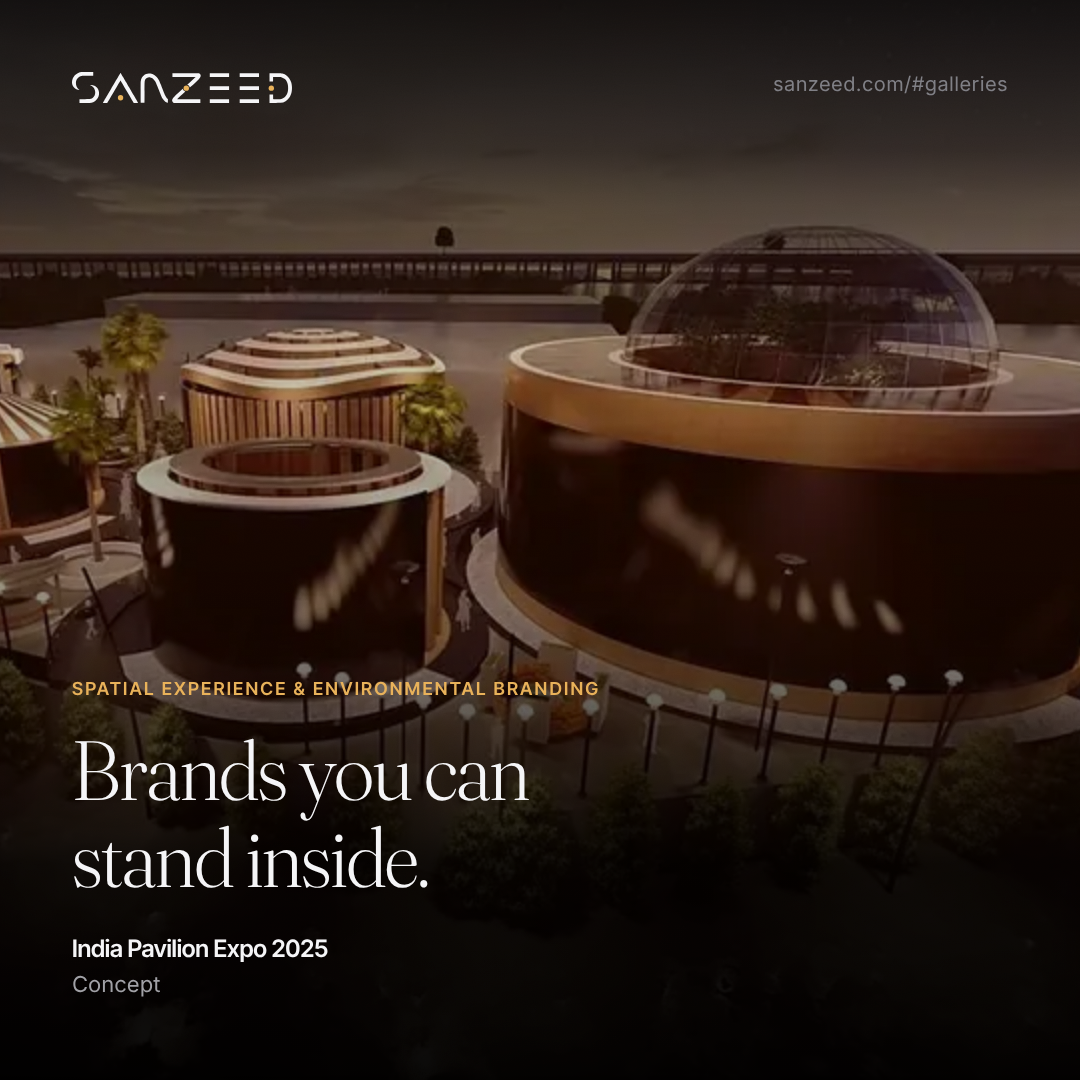 SANZEED
sanzeed.com/#galleries
SPATIAL EXPERIENCE & ENVIRONMENTAL BRANDING
Brands you can
stand inside.
India Pavilion Expo 2025
Concept